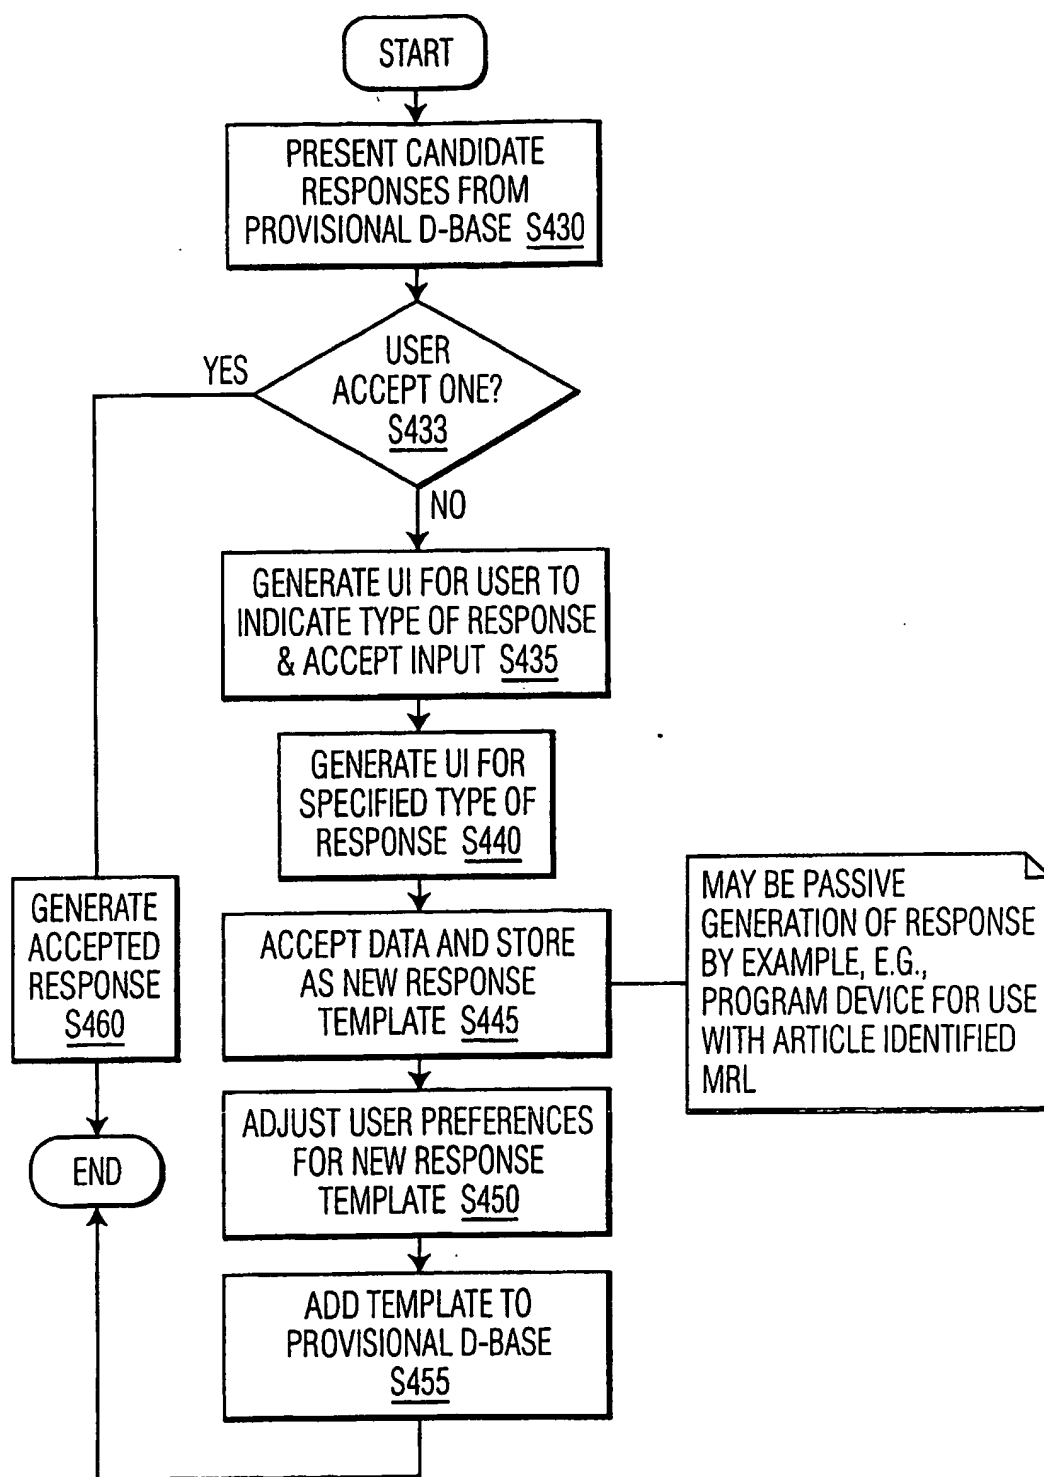 START
PRESENT CANDIDATE
RESPONSES FROM
PROVISIONAL D-BASE S430
USER
ACCEPT ONE?
S433
YES
NO
GENERATE UI FOR USER TO
INDICATE TYPE OF RESPONSE
& ACCEPT INPUT S435
GENERATE UI FOR
SPECIFIED TYPE OF
RESPONSE S440
GENERATE
ACCEPTED
RESPONSE
S460
ACCEPT DATA AND STORE
AS NEW RESPONSE
TEMPLATE S445
MAY BE PASSIVE
GENERATION OF RESPONSE
BY EXAMPLE, E.G.,
PROGRAM DEVICE FOR USE
WITH ARTICLE IDENTIFIED
MRL
END
ADJUST USER PREFERENCES
FOR NEW RESPONSE
TEMPLATE S450
ADD TEMPLATE TO
PROVISIONAL D-BASE
S455